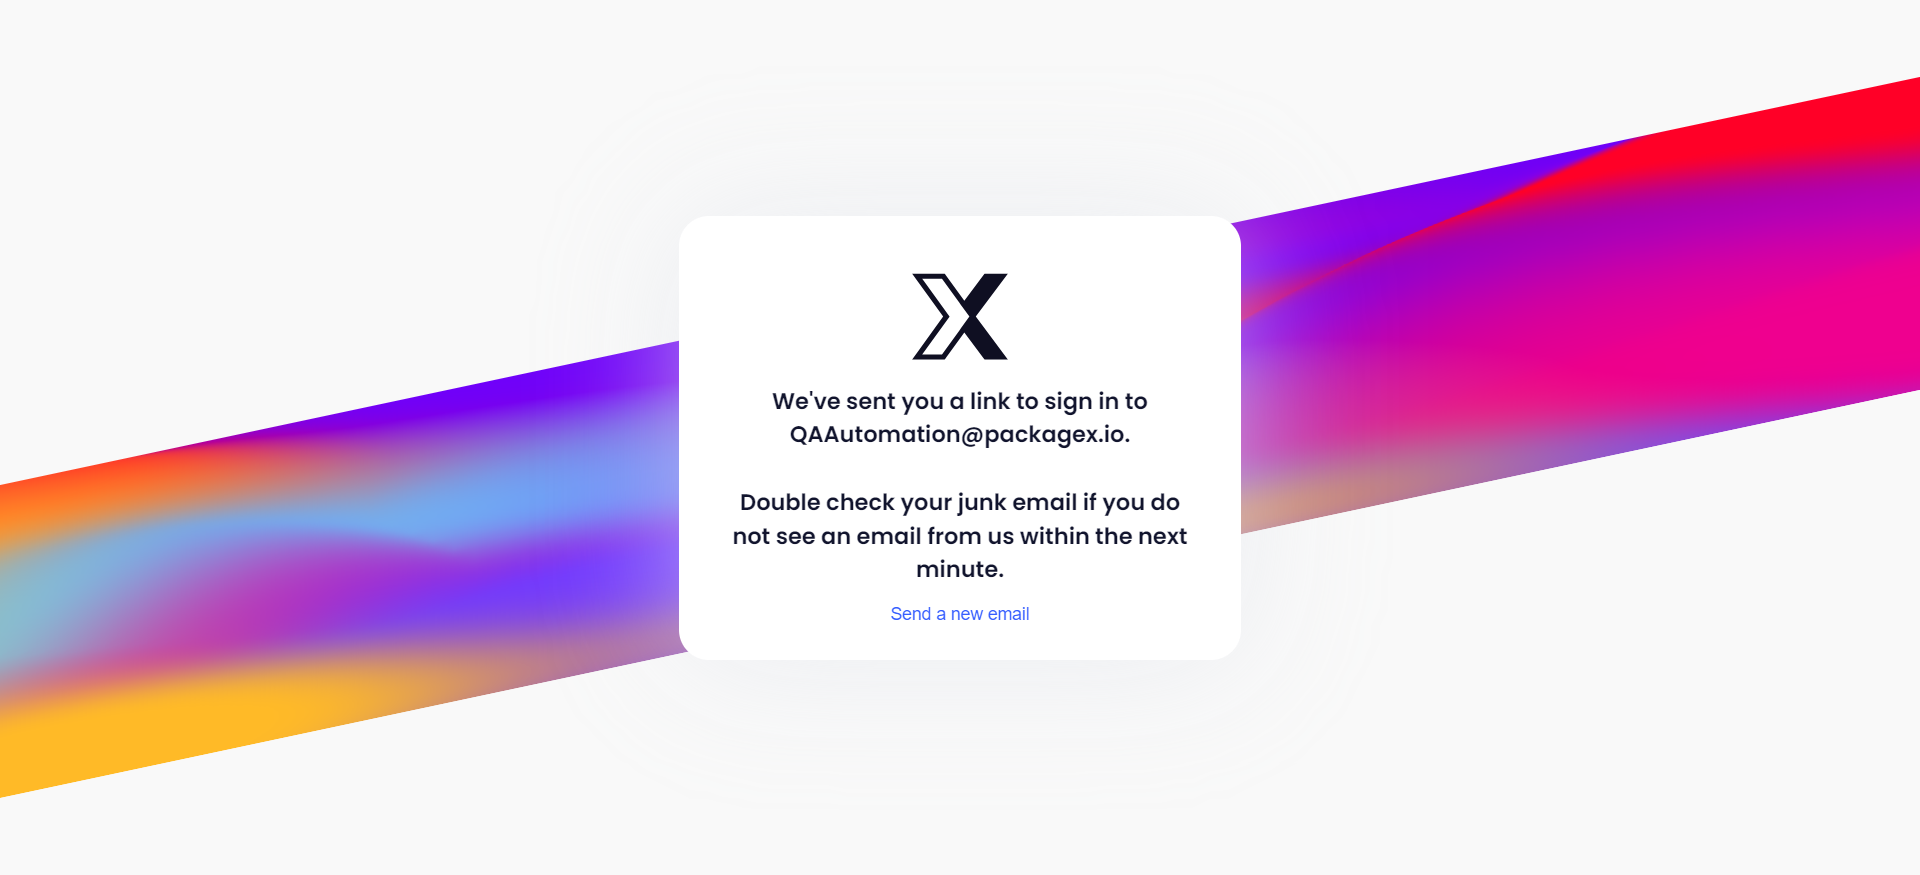 We've sent you a link to sign in to
QAAutomation@packagex.io.
Double check your junk email if you do
not see an email from us within the next
minute.
Send a new email